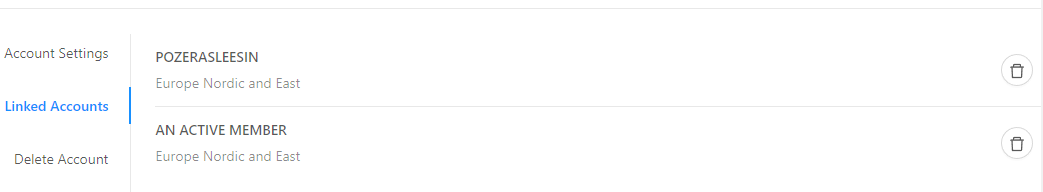 Account Settings
Linked Accounts
Delete Account
POZERASLEESIN
Europe Nordic and East
AN ACTIVE MEMBER
Europe Nordic and East